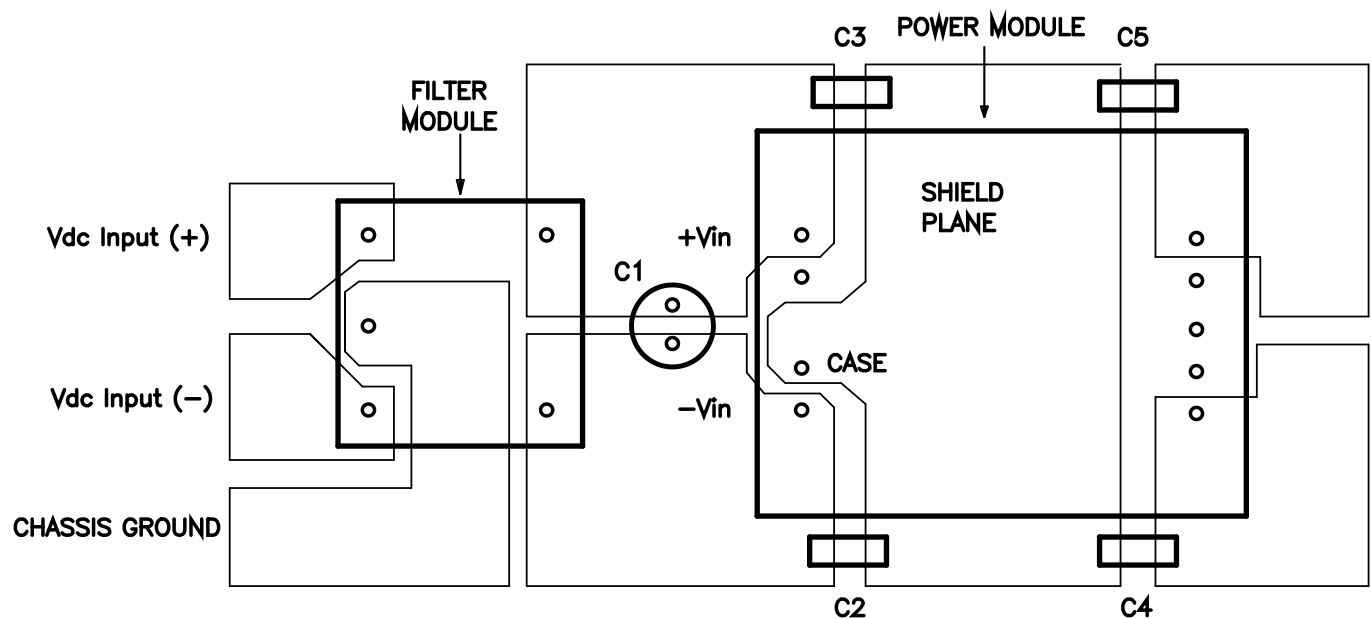 C3
POWER MODULE
C5
FILTER
MODULE
SHIELD
PLANE
Vdc Input (+)
+Vin
C1
CASE
Vdc Input (−)
−Vin
CHASSIS GROUND
C2
C4